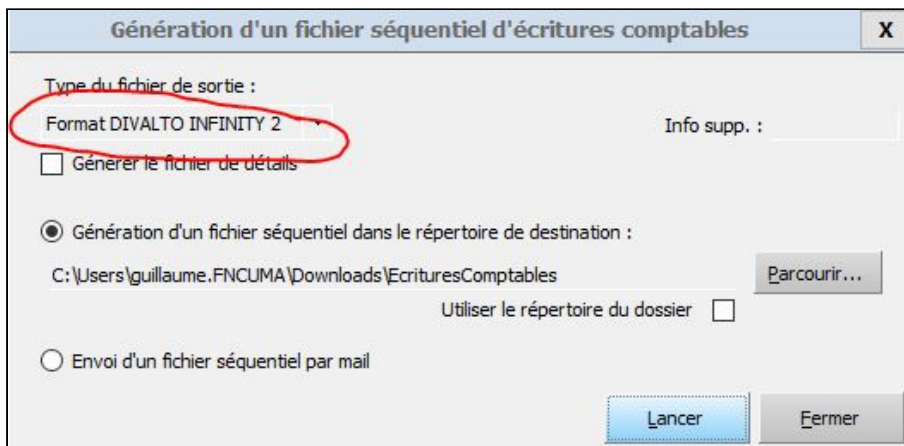 Génération d'un fichier séquentiel d'écritures comptables X
Type du fichier de sortie :
Format DIVALTO INFINITY 2 Info supp. :
Génerer le fichier de détails
Génération d'un fichier séquentiel dans le répertoire de destination :
C:\Users\guillaume.FNCUMA\Downloads\EcrituresComptables Parcourir...
Utiliser le répertoire du dossier
Envoi d'un fichier séquentiel par mail
Lancer Fermer